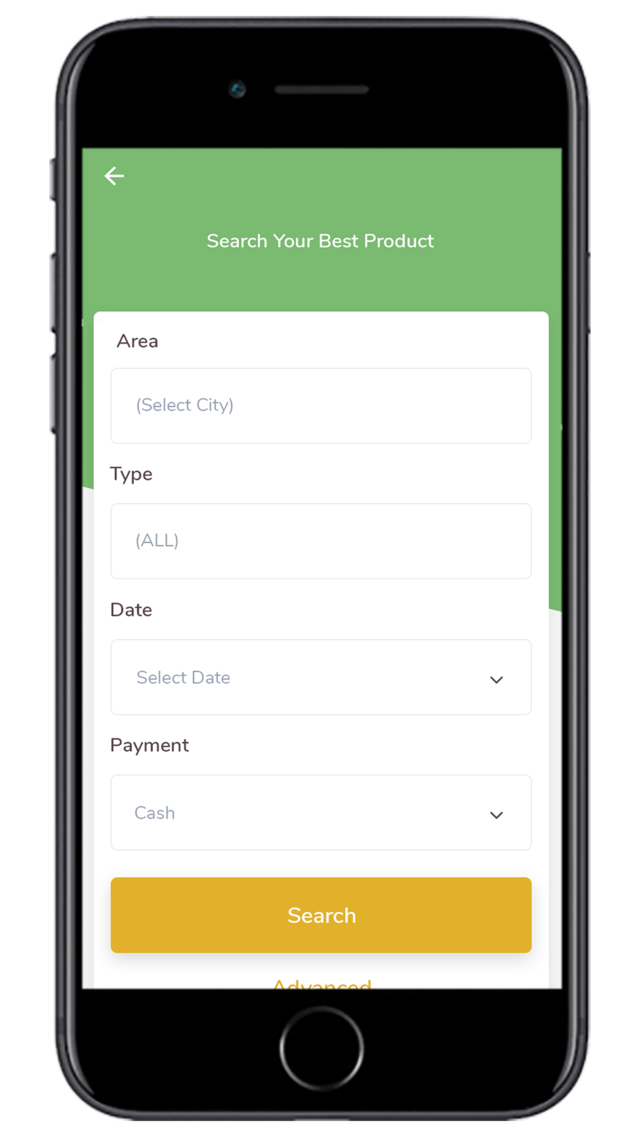 Search Your Best Product
Area
(Select City)
Type
(ALL)
Date
Select Date
Payment
Cash
Search
Advanced